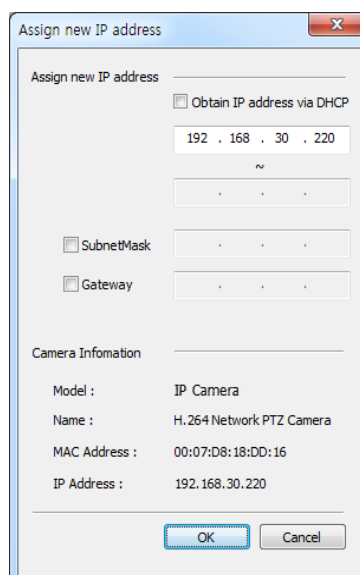 Assign new IP address
Assign new IP address
Obtain IP address via DHCP
192 . 168 . 30 . 220
~
. . .
SubnetMask . . .
Gateway . . .
Camera Infomation
Model : IP Camera
Name : H.264 Network PTZ Camera
MAC Address : 00:07:D8:18:DD:16
IP Address : 192.168.30.220
OK Cancel